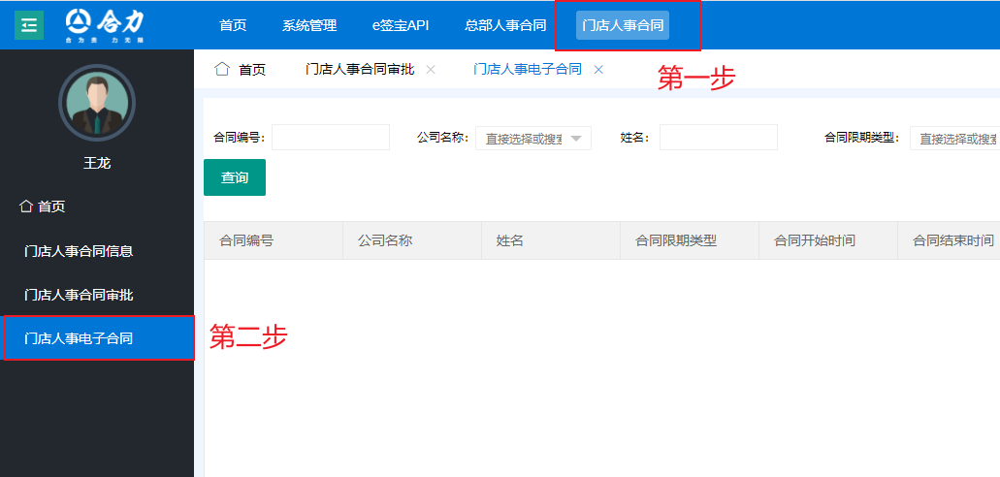 合力
合为贵 力无限
首页 系统管理 e签宝API 总部人事合同 门店人事合同
首页 门店人事合同审批 门店人事电子合同
第一步
王龙
首页
门店人事合同信息
门店人事合同审批
门店人事电子合同
第二步
合同编号: 公司名称: 直接选择或搜 姓名: 合同限期类型: 直接选择或搜
查询
合同编号 公司名称 姓名 合同限期类型 合同开始时间 合同结束时间